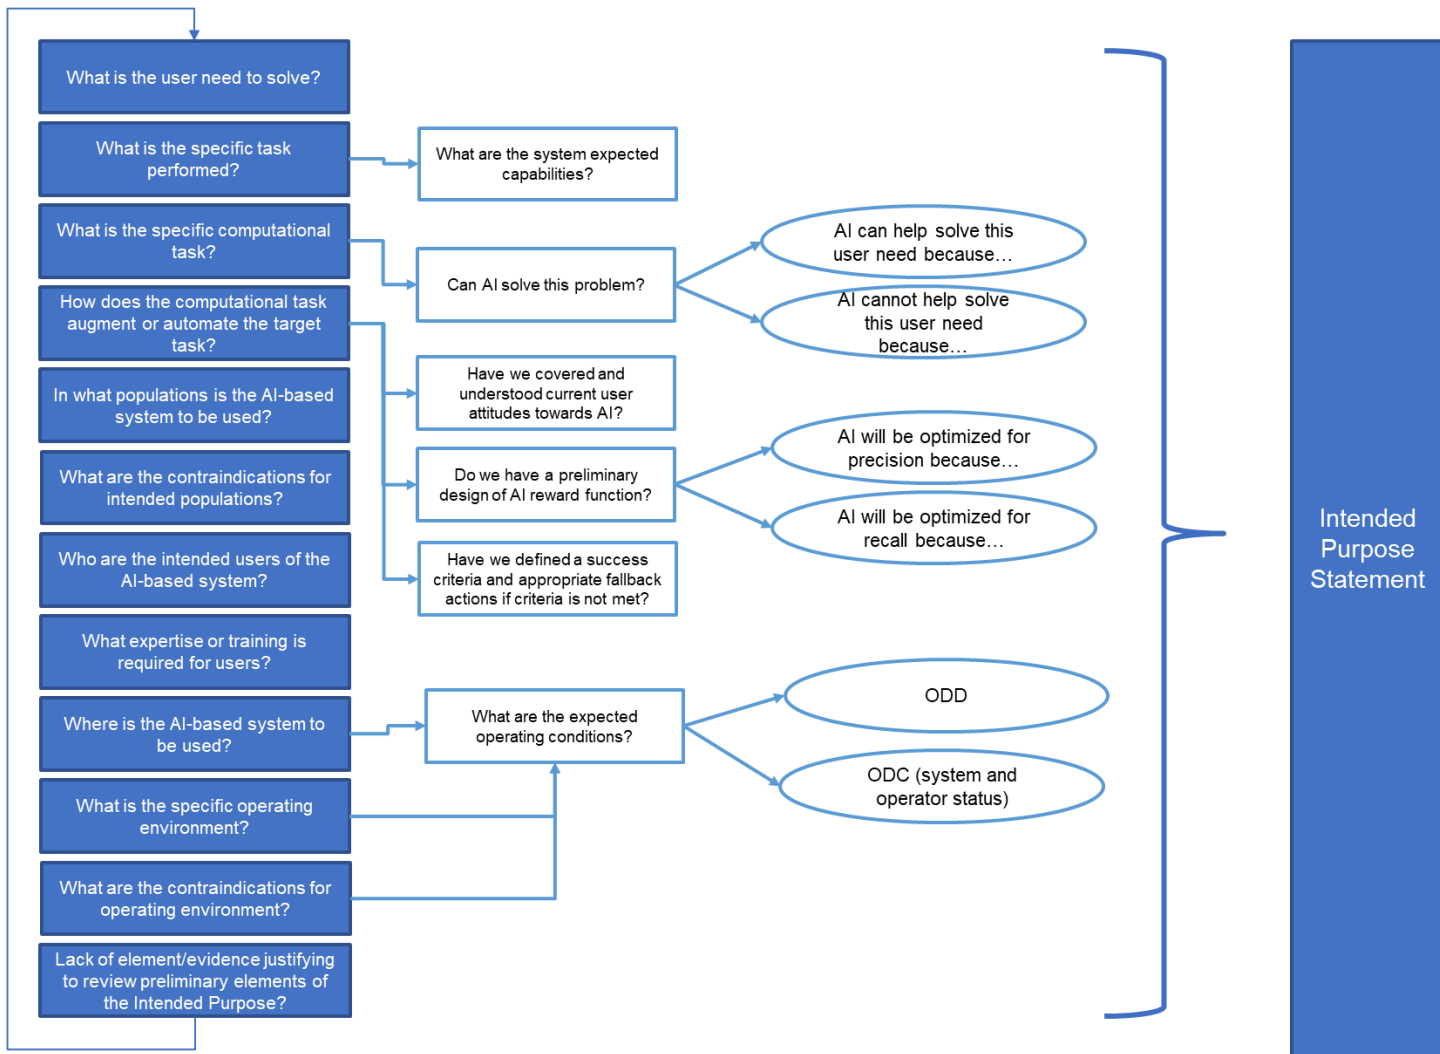 What is the user need to solve?
What is the specific task
performed?
What is the specific computational
task?
How does the computational task
augment or automate the target
task?
In what populations is the AI-based
system to be used?
What are the contraindications for
intended populations?
Who are the intended users of the
AI-based system?
What expertise or training is
required for users?
Where is the AI-based system to
be used?
What is the specific operating
environment?
What are the contraindications for
operating environment?
Lack of element/evidence justifying
to review preliminary elements of
the Intended Purpose?
What are the system expected
capabilities?
Can AI solve this problem?
Have we covered and
understood current user
attitudes towards AI?
Do we have a preliminary
design of AI reward function?
Have we defined a success
criteria and appropriate fallback
actions if criteria is not met?
What are the expected
operating conditions?
AI can help solve this
user need because…
AI cannot help solve
this user need
because…
AI will be optimized for
precision because…
AI will be optimized for
recall because…
ODD
ODC (system and
operator status)
Intended
Purpose
Statement